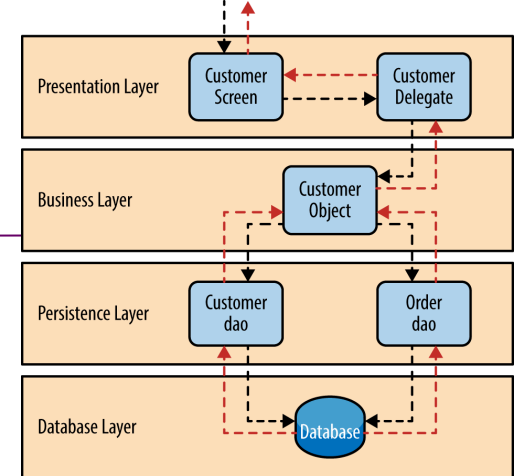 Presentation Layer
Customer
Screen
Customer
Delegate
Business Layer
Customer
Object
Persistence Layer
Customer
dao
Order
dao
Database Layer
Database